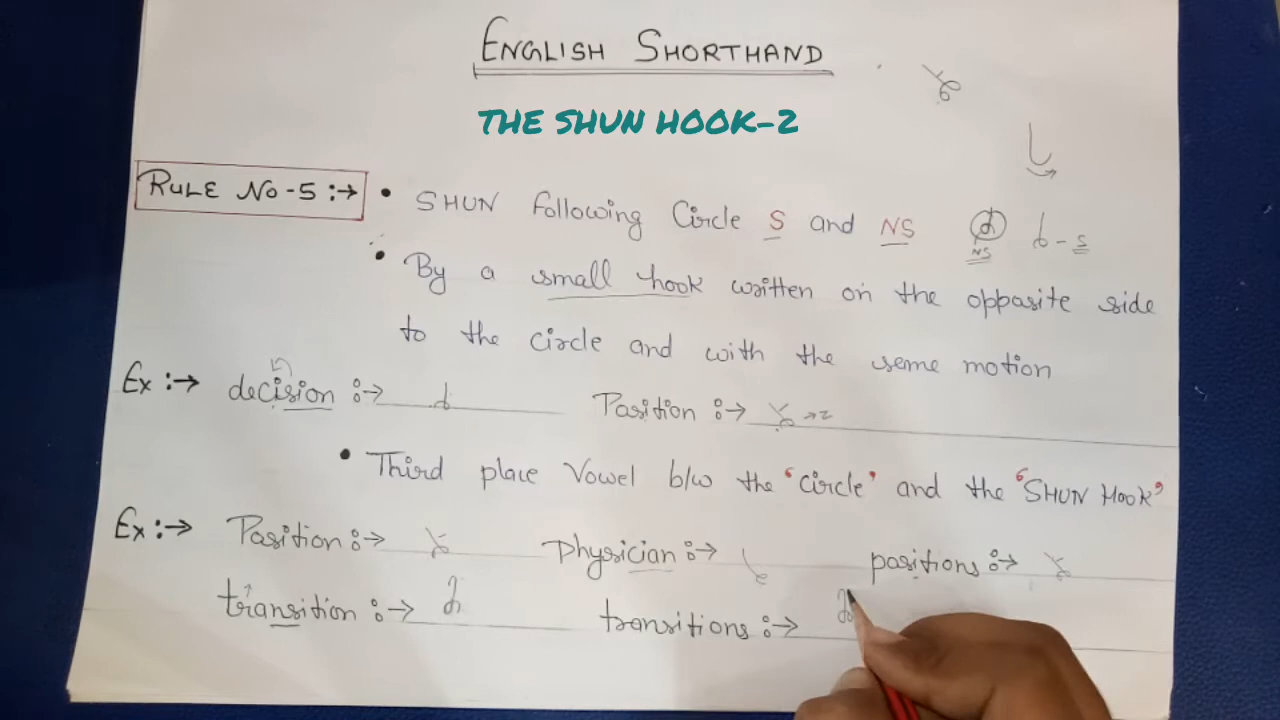 ENGLISH SHORTHAND
THE SHUN HOOK-2
RULE NO-5 :→ • SHUN following Circle S and NS NS - S
• By a small hook written on the opposite side
to the circle and with the seme motion
Ex :→ decision :→ Position :→ → 2
• Third place Vowel b/w the "Circle" and the "SHUN Hook"
Ex :→ Position :→ Physician :→ positions :→
transition :→ transitions :→